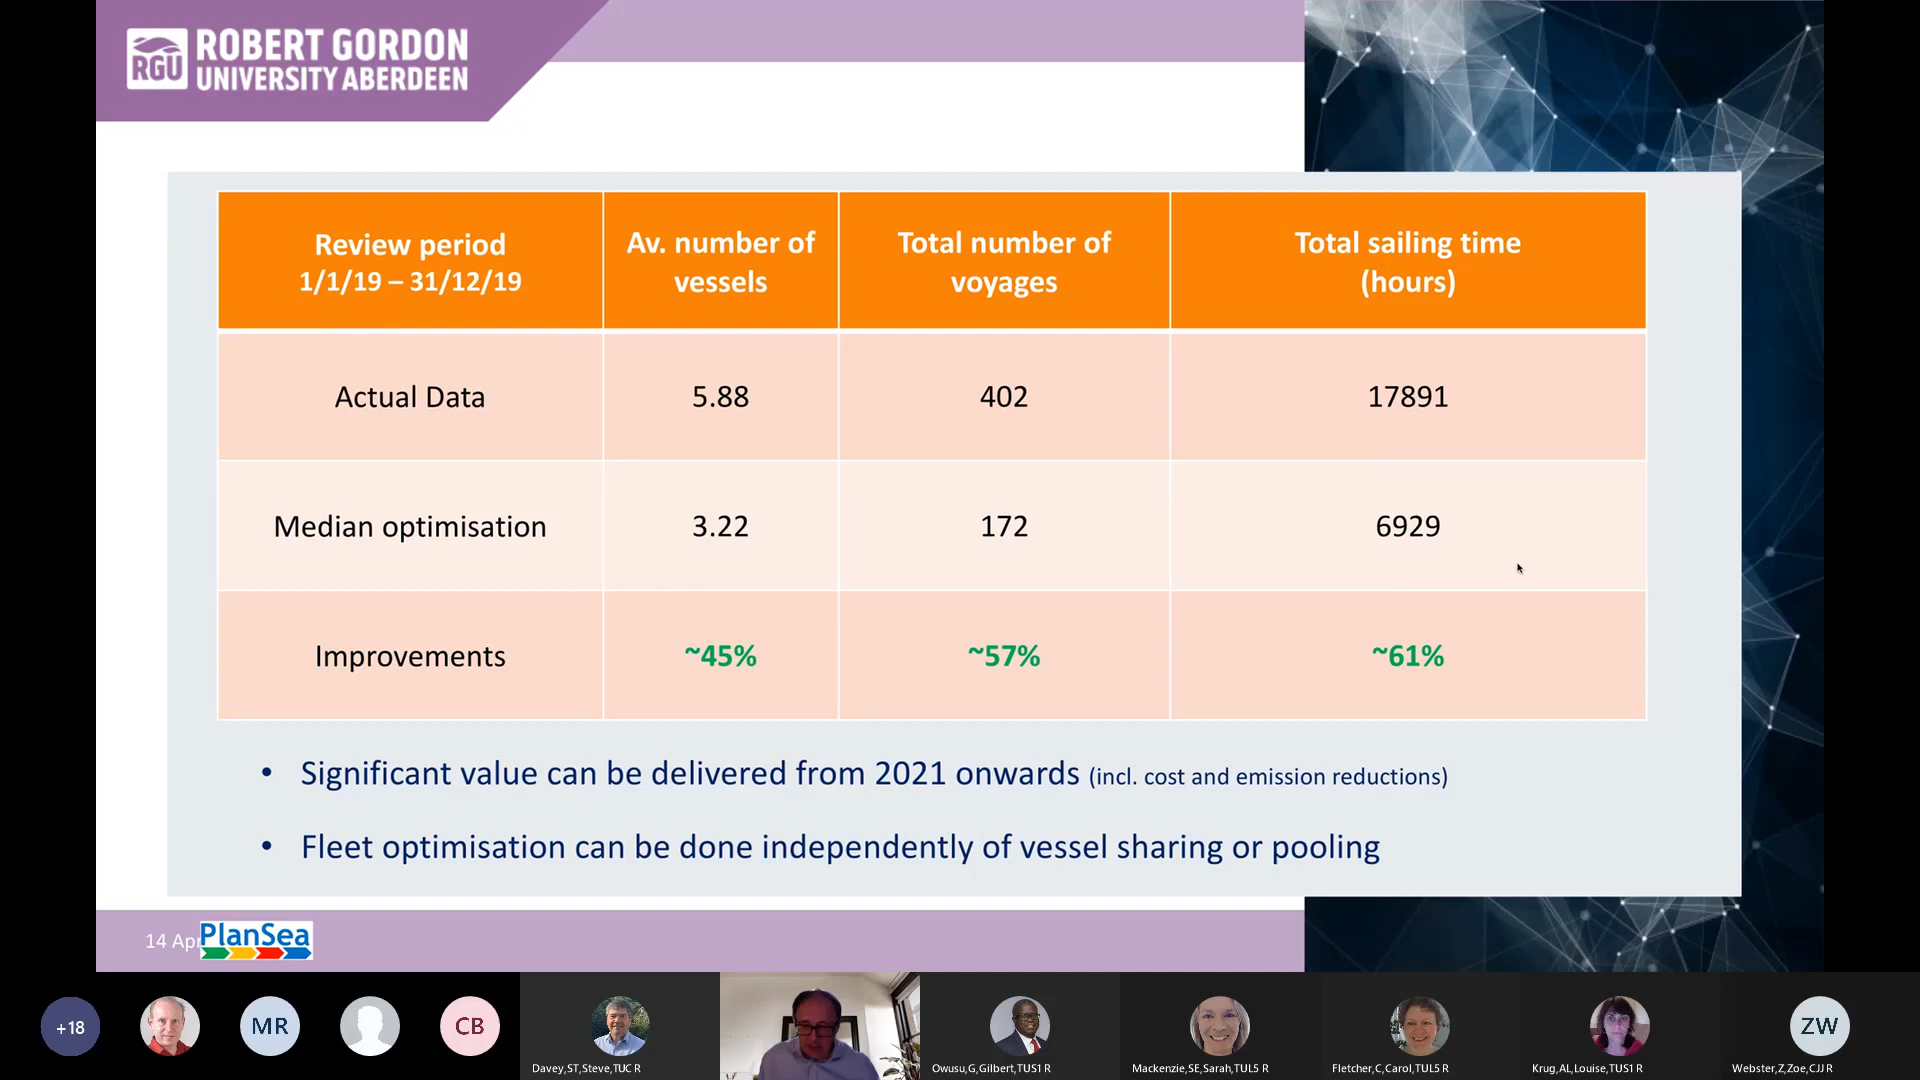 RGU
ROBERT GORDON
UNIVERSITY ABERDEEN
Review period
1/1/19 – 31/12/19
Av. number of
vessels
Total number of
voyages
Total sailing time
(hours)
Actual Data
5.88
402
17891
Median optimisation
3.22
172
6929
Improvements
~45%
~57%
~61%
• Significant value can be delivered from 2021 onwards (incl. cost and emission reductions)
• Fleet optimisation can be done independently of vessel sharing or pooling
14 Apr
PlanSea
+18
MR
CB
ZW
Davey,ST,Steve,TUC R
Owusu,G,Gilbert,TUS1 R
Mackenzie,SE,Sarah,TUL5 R
Fletcher,C,Carol,TUL5 R
Krug,AL,Louise,TUS1 R
Webster,Z,Zoe,CJJ R